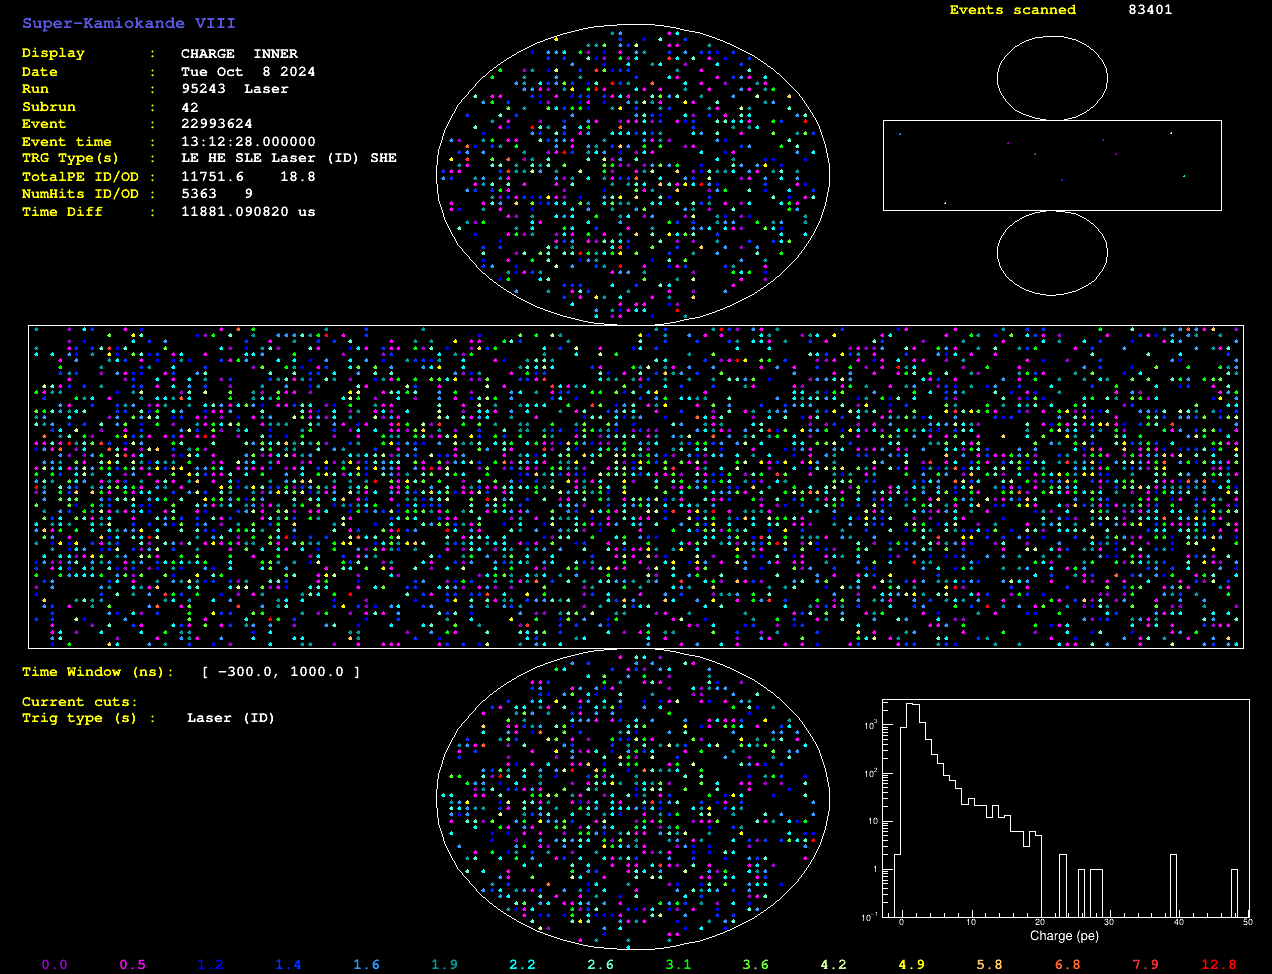 Super-Kamiokande VIII
Events scanned 83401
Display : CHARGE INNER
Date : Tue Oct 8 2024
Run : 95243 Laser
Subrun : 42
Event : 22993624
Event time : 13:12:28.000000
TRG Type(s) : LE HE SLE Laser (ID) SHE
TotalPE ID/OD : 11751.6 18.8
NumHits ID/OD : 5363 9
Time Diff : 11881.090820 us
Time Window (ns): [ -300.0, 1000.0 ]
Current cuts:
Trig type (s) : Laser (ID)
10³
10²
10
1
10⁻¹
0 10 20 30 40 50
Charge (pe)
0.0 0.5 1.2 1.4 1.6 1.9 2.2 2.6 3.1 3.6 4.2 4.9 5.8 6.8 7.9 12.8